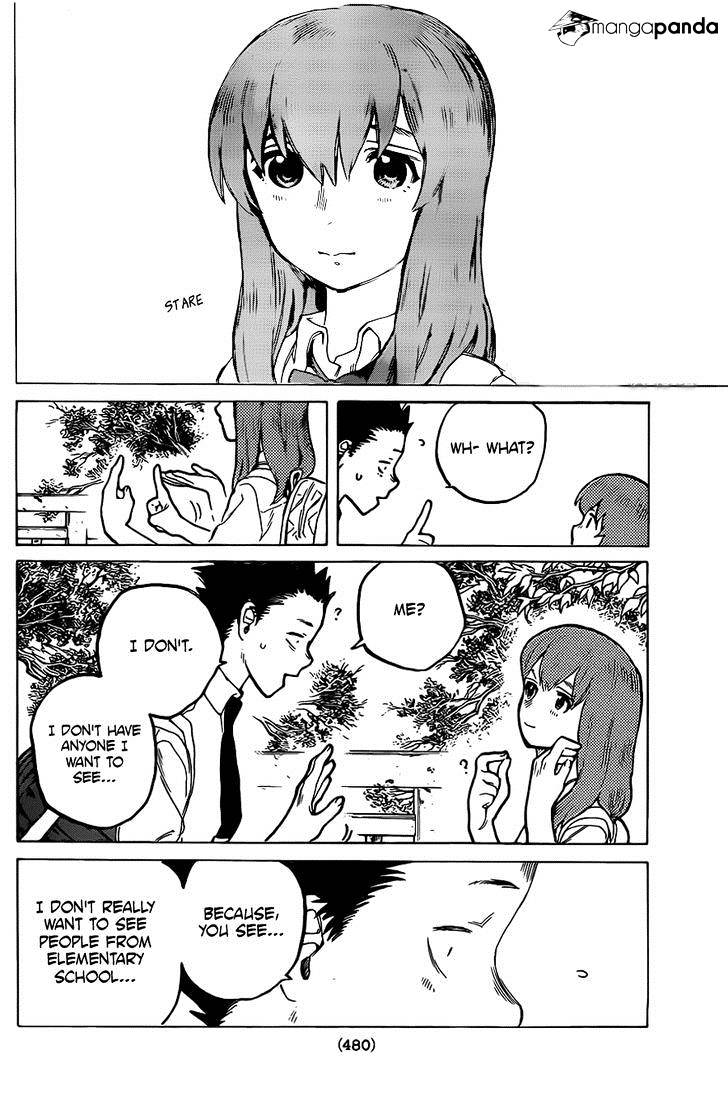 mangapanda
STARE
WH- WHAT?
ME?
I DON'T.
I DON'T HAVE
ANYONE I
WANT TO
SEE...
BECAUSE,
YOU SEE...
I DON'T REALLY
WANT TO SEE
PEOPLE FROM
ELEMENTARY
SCHOOL...
(480)